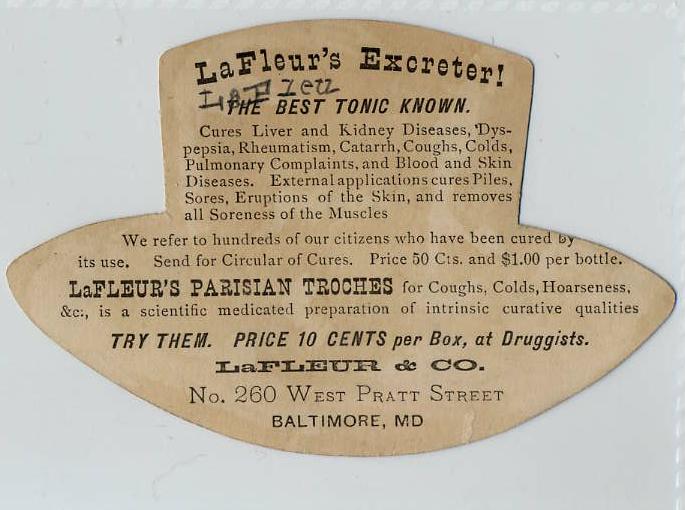 LaFleur's Excreter!
LaFleu
THE BEST TONIC KNOWN.
Cures Liver and Kidney Diseases, Dys-
pepsia, Rheumatism, Catarrh, Coughs, Colds,
Pulmonary Complaints, and Blood and Skin
Diseases. External applications cures Piles,
Sores, Eruptions of the Skin, and removes
all Soreness of the Muscles
We refer to hundreds of our citizens who have been cured by
its use. Send for Circular of Cures. Price 50 Cts. and $1.00 per bottle.
LaFLEUR'S PARISIAN TROCHES for Coughs, Colds, Hoarseness,
&c., is a scientific medicated preparation of intrinsic curative qualities
TRY THEM. PRICE 10 CENTS per Box, at Druggists.
LaFLEUR & CO.
No. 260 West Pratt Street
BALTIMORE, MD